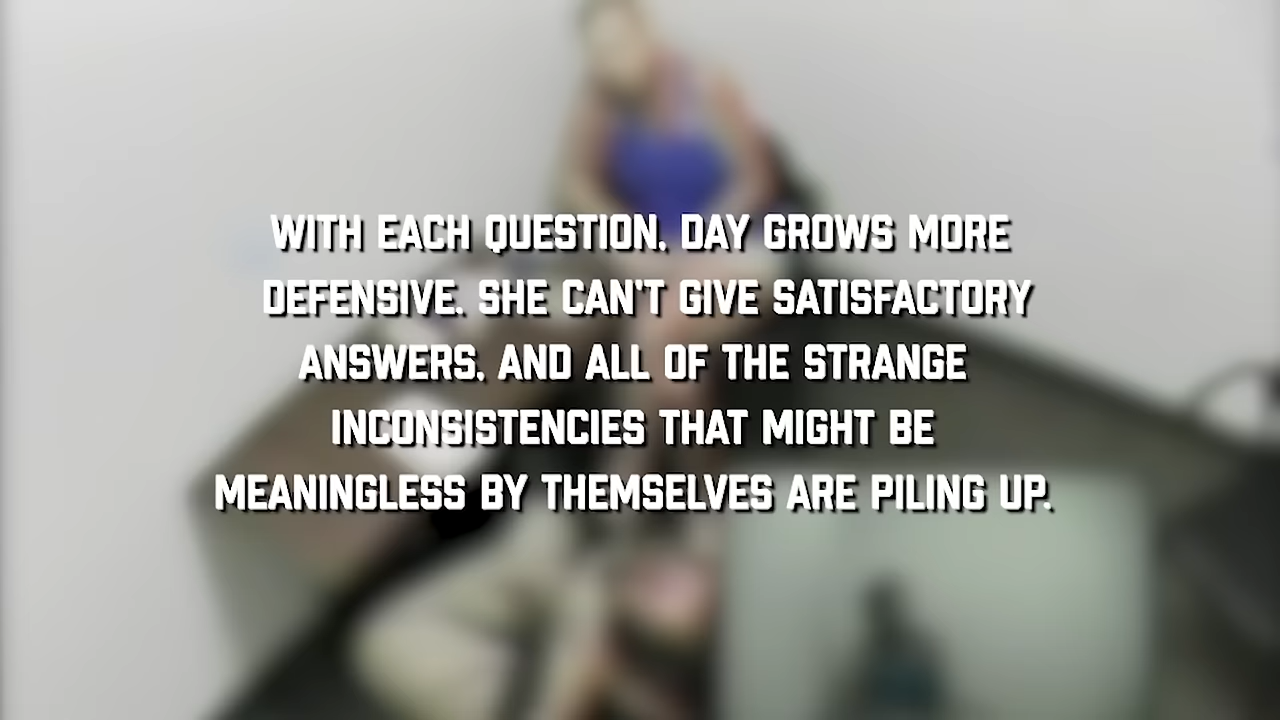 WITH EACH QUESTION, DAY GROWS MORE
DEFENSIVE. SHE CAN'T GIVE SATISFACTORY
ANSWERS, AND ALL OF THE STRANGE
INCONSISTENCIES THAT MIGHT BE
MEANINGLESS BY THEMSELVES ARE PILING UP.